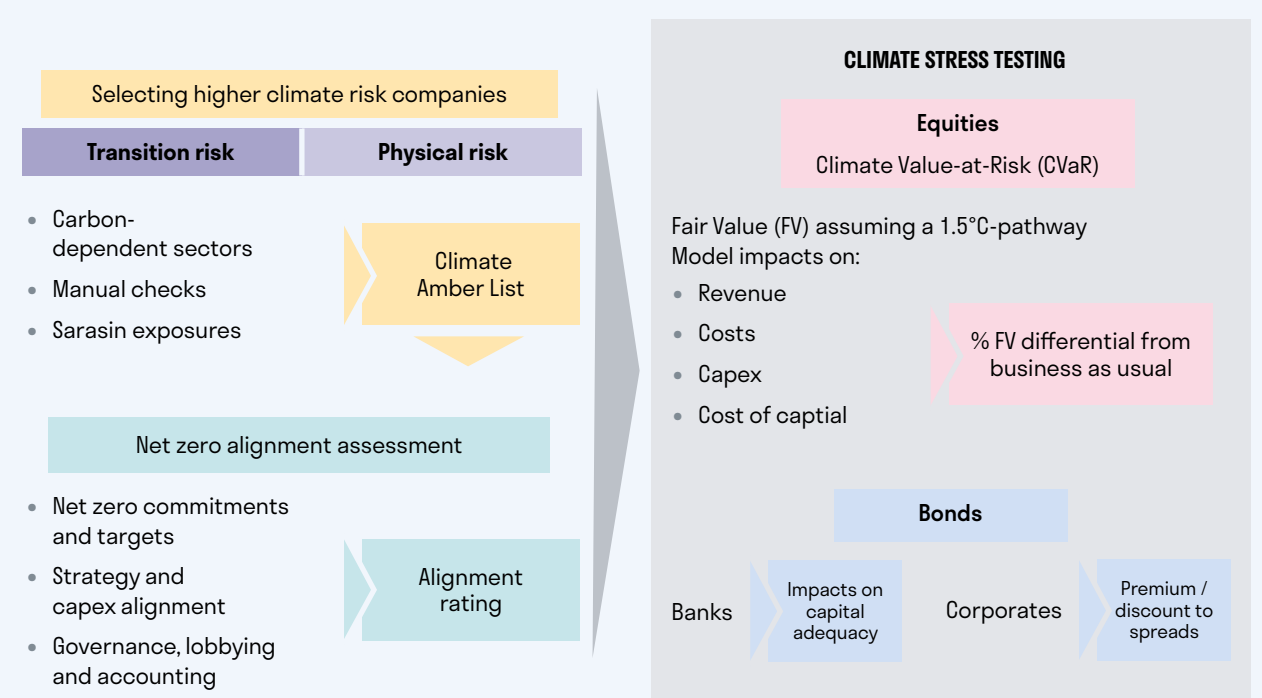 Selecting higher climate risk companies
Transition risk
Physical risk
Carbon-
dependent sectors
Manual checks
Sarasin exposures
Climate
Amber List
Net zero alignment assessment
Net zero commitments
and targets
Strategy and
capex alignment
Governance, lobbying
and accounting
Alignment
rating
CLIMATE STRESS TESTING
Equities
Climate Value-at-Risk (CVaR)
Fair Value (FV) assuming a 1.5°C-pathway
Model impacts on:
Revenue
Costs
Capex
Cost of captial
% FV differential from
business as usual
Bonds
Banks
Impacts on
capital
adequacy
Corporates
Premium /
discount to
spreads